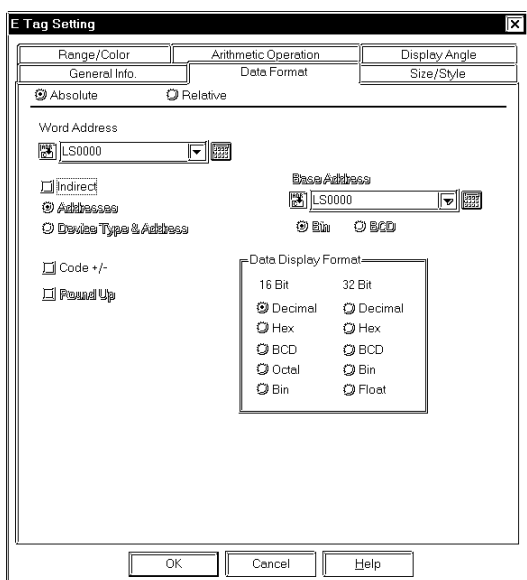 E Tag Setting
Range/Color Arithmetic Operation Display Angle
General Info. Data Format Size/Style
Absolute Relative
Word Address
LS0000
Indirect
Base Address
LS0000
Addresses
Device Type & Address
Bin BCD
Code +/-
Round Up
Data Display Format
16 Bit 32 Bit
Decimal Decimal
Hex Hex
BCD BCD
Octal Bin
Bin Float
OK Cancel Help